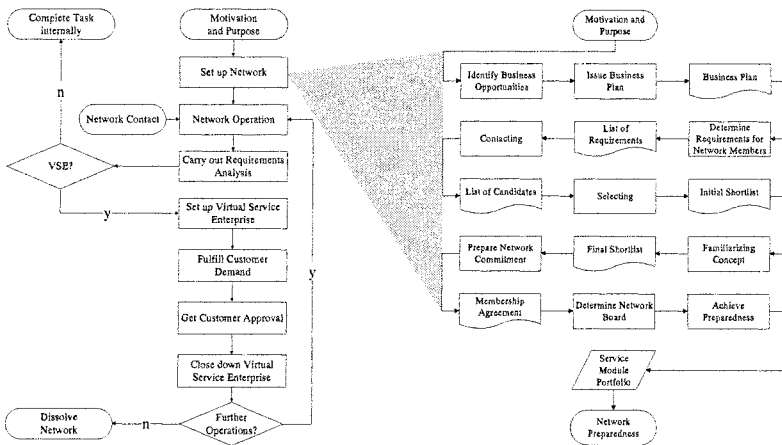 Complete Task
internally
Motivation
and Purpose
Set up Network
n
Network Contact
Network Operation
VSE?
Carry out Requirements
Analysis
y
Set up Virtual Service
Enterprise
Fulfill Customer
Demand
y
Get Customer Approval
Close down Virtual
Service Enterprise
Dissolve
Network
n
Further
Operations?
Motivation and
Purpose
Identify Business
Opportunities
Issue Business
Plan
Business Plan
Contacting
List of
Requirements
Determine
Requirements for
Network Members
List of Candidates
Selecting
Initial Shortlist
Prepare Network
Commitment
Final Shortlist
Familiarizing
Concept
Membership
Agreement
Determine Network
Board
Achieve
Preparedness
Service
Module
Portfolio
Network
Preparedness